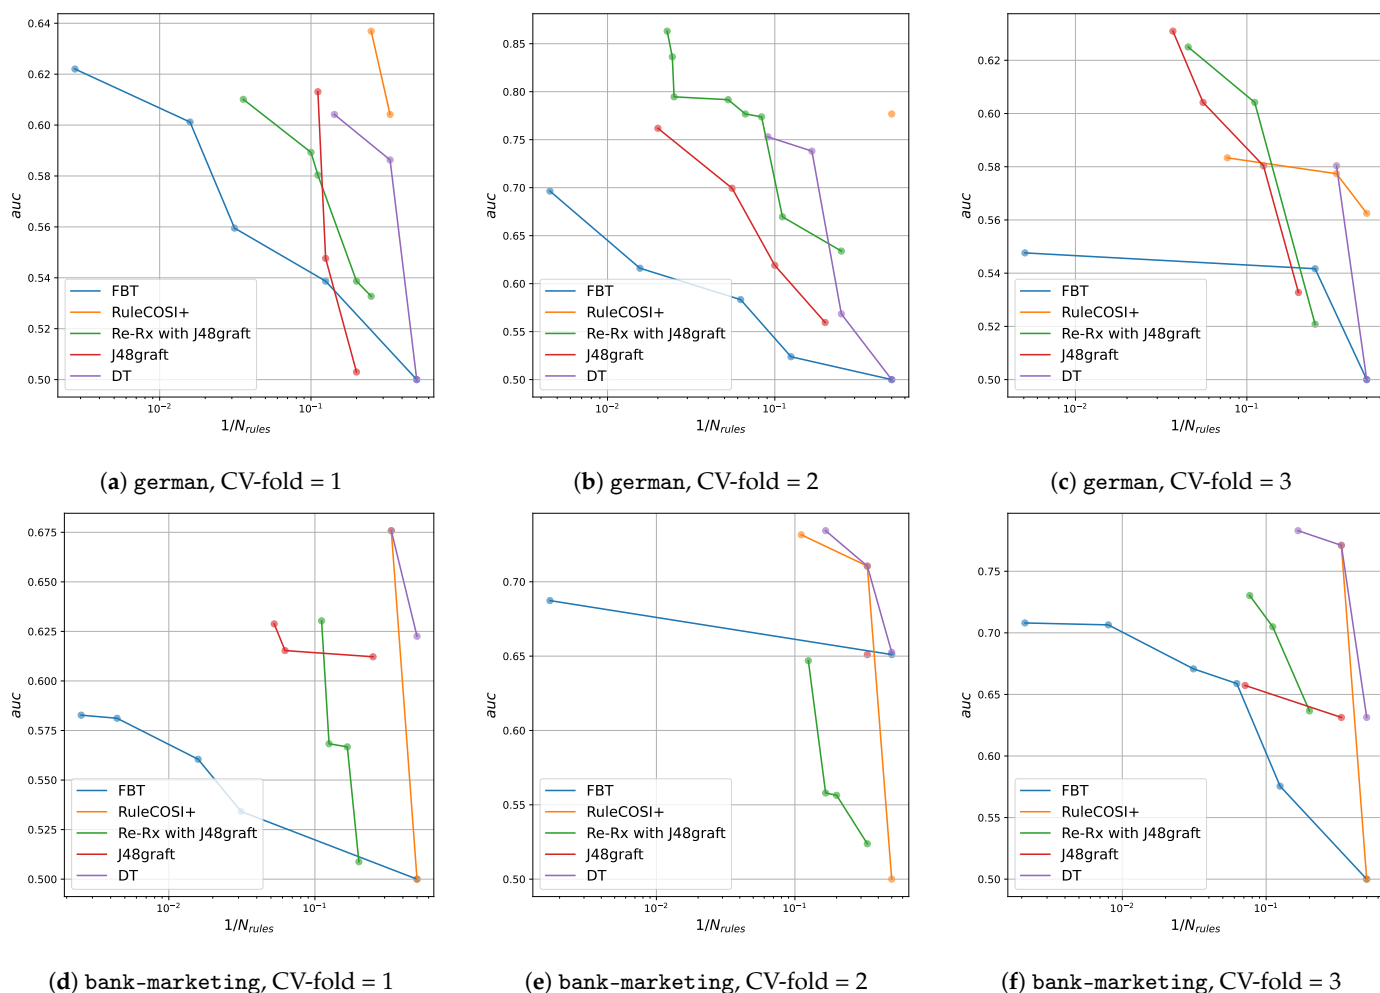 0.64
0.62
0.60
0.58
0.56
0.54
0.52
0.50
auc
FBT
RuleCOSI+
Re-Rx with J48graft
J48graft
DT
10⁻²
10⁻¹
1/N_rules
(a) german, CV-fold = 1
0.85
0.80
0.75
0.70
0.65
0.60
0.55
0.50
auc
FBT
RuleCOSI+
Re-Rx with J48graft
J48graft
DT
10⁻²
10⁻¹
1/N_rules
(b) german, CV-fold = 2
0.62
0.60
0.58
0.56
0.54
0.52
0.50
auc
FBT
RuleCOSI+
Re-Rx with J48graft
J48graft
DT
10⁻²
10⁻¹
1/N_rules
(c) german, CV-fold = 3
0.675
0.650
0.625
0.600
0.575
0.550
0.525
0.500
auc
FBT
RuleCOSI+
Re-Rx with J48graft
J48graft
DT
10⁻²
10⁻¹
1/N_rules
(d) bank-marketing, CV-fold = 1
0.70
0.65
0.60
0.55
0.50
auc
FBT
RuleCOSI+
Re-Rx with J48graft
J48graft
DT
10⁻²
10⁻¹
1/N_rules
(e) bank-marketing, CV-fold = 2
0.75
0.70
0.65
0.60
0.55
0.50
auc
FBT
RuleCOSI+
Re-Rx with J48graft
J48graft
DT
10⁻²
10⁻¹
1/N_rules
(f) bank-marketing, CV-fold = 3